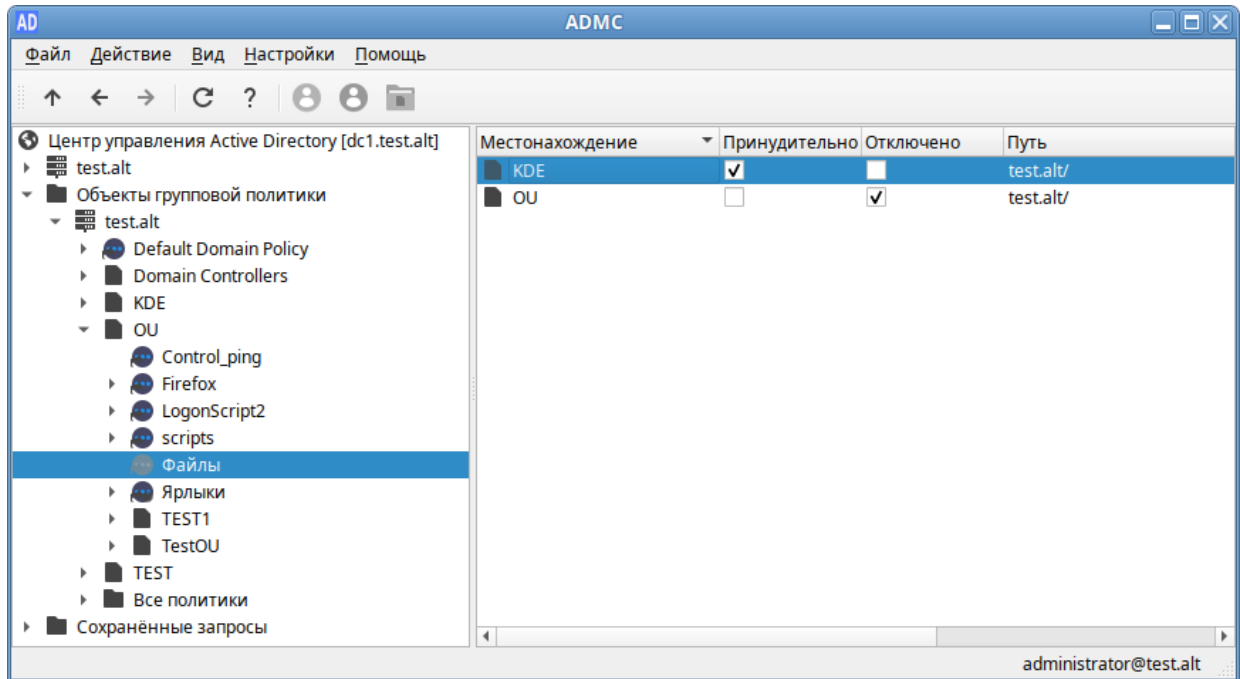 AD ADMC
Файл Действие Вид Настройки Помощь
?
Центр управления Active Directory [dc1.test.alt]
test.alt
Объекты групповой политики
test.alt
Default Domain Policy
Domain Controllers
KDE
OU
Control_ping
Firefox
LogonScript2
scripts
Файлы
Ярлыки
TEST1
TestOU
TEST
Все политики
Сохранённые запросы
Местонахождение Принудительно Отключено Путь
KDE test.alt/
OU test.alt/
administrator@test.alt